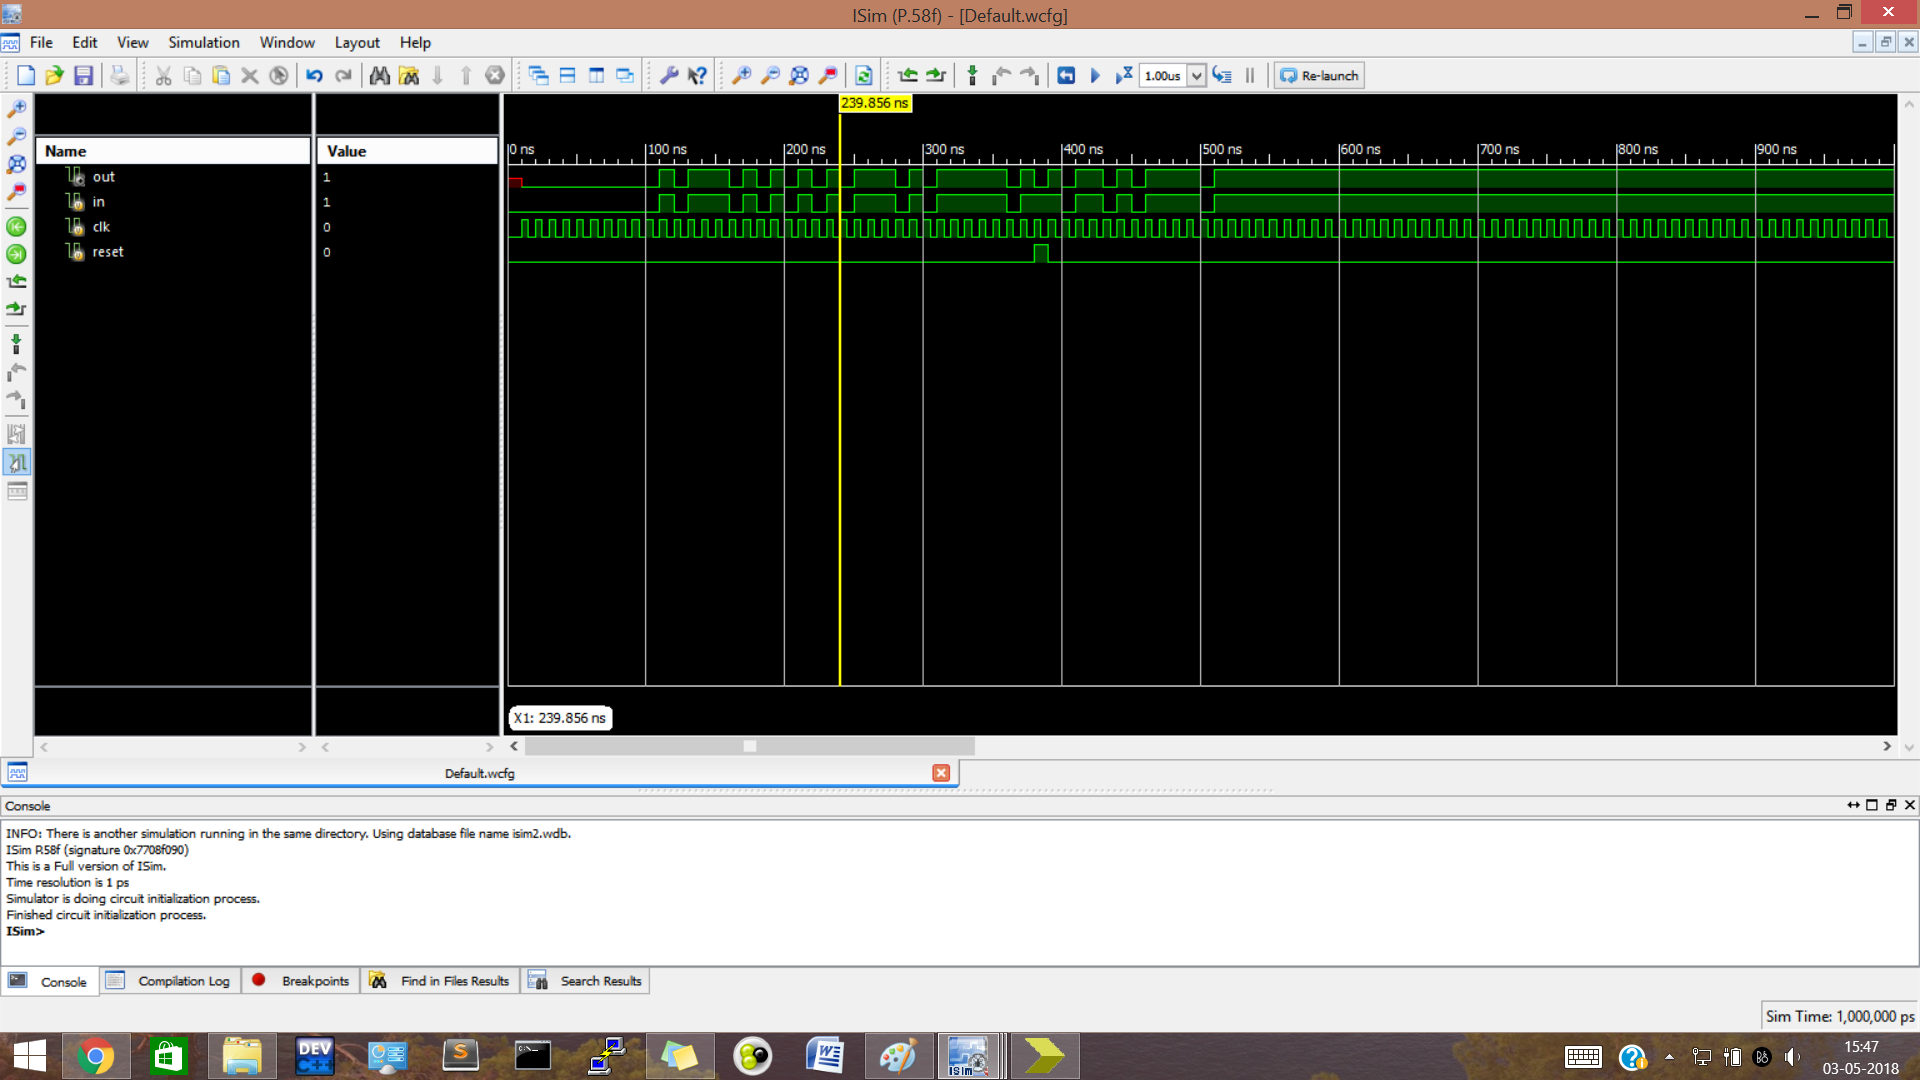 ISim (P.58f) - [Default.wcfg]
File Edit View Simulation Window Layout Help
1.00us Re-launch
239.856 ns
Name Value
0 ns 100 ns 200 ns 300 ns 400 ns 500 ns 600 ns 700 ns 800 ns 900 ns
out 1
in 1
clk 0
reset 0
X1: 239.856 ns
Default.wcfg
Console
INFO: There is another simulation running in the same directory. Using database file name isim2.wdb.
ISim P.58f (signature 0x7708f090)
This is a Full version of ISim.
Time resolution is 1 ps
Simulator is doing circuit initialization process.
Finished circuit initialization process.
ISim>
Console Compilation Log Breakpoints Find in Files Results Search Results
Sim Time: 1,000,000 ps
DEV C++ S ISim
15:47
03-05-2018